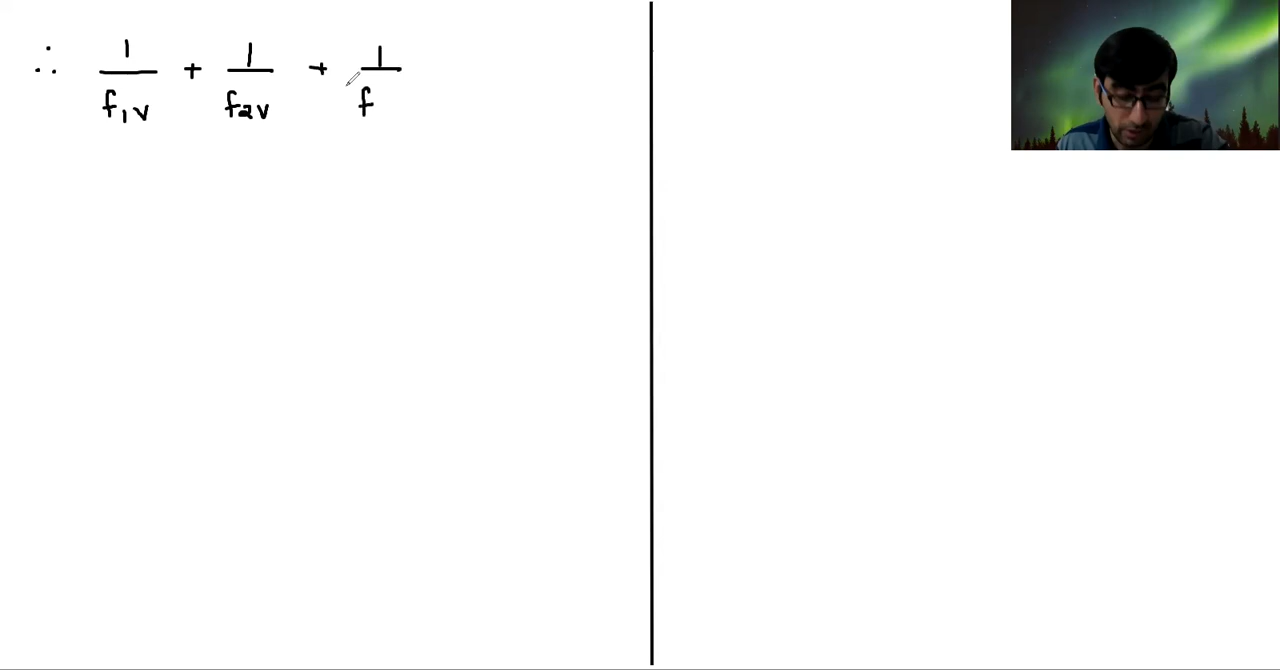 ∴ 1/f₁ᵥ + 1/f₂ᵥ + 1/f